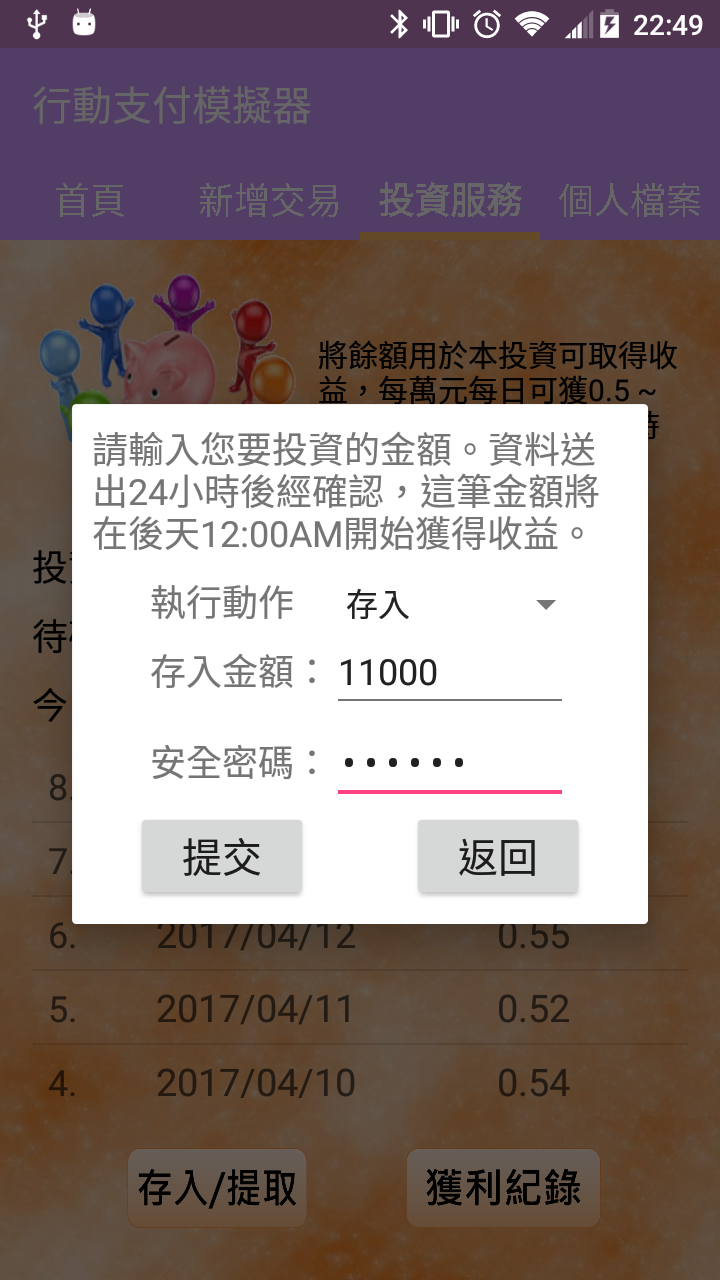 22:49
行動支付模擬器
首頁 新增交易 投資服務 個人檔案
將餘額用於本投資可取得收
益，每萬元每日可獲0.5 ~
請輸入您要投資的金額。資料送
出24小時後經確認，這筆金額將
在後天12:00AM開始獲得收益。
執行動作 存入
存入金額： 11000
安全密碼： ••••••
提交 返回
投
待
今
8.
7.
6. 2017/04/12 0.55
5. 2017/04/11 0.52
4. 2017/04/10 0.54
存入/提取 獲利紀錄